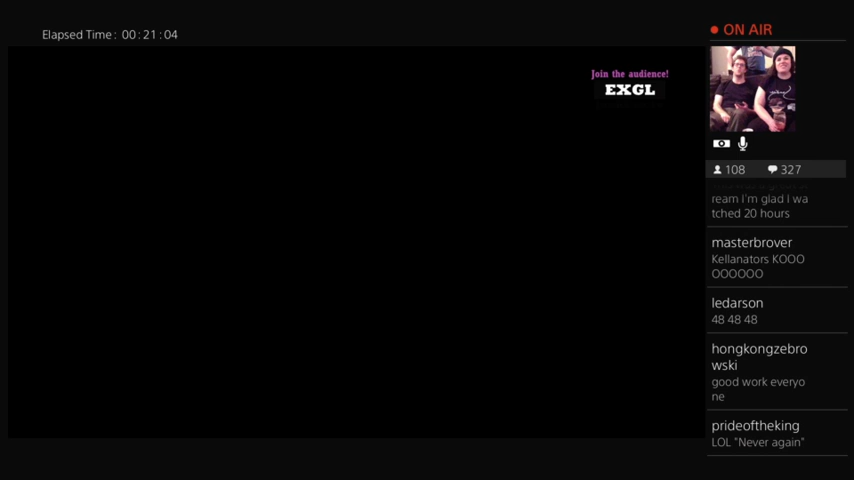 Elapsed Time: 00:21:04
ON AIR
Join the audience!
EXGL
108 327
ream I'm glad I wa
tched 20 hours
masterbrover
Kellanators KOOO
OOOOOO
ledarson
48 48 48
hongkongzebro
wski
good work everyo
ne
prideoftheking
LOL "Never again"